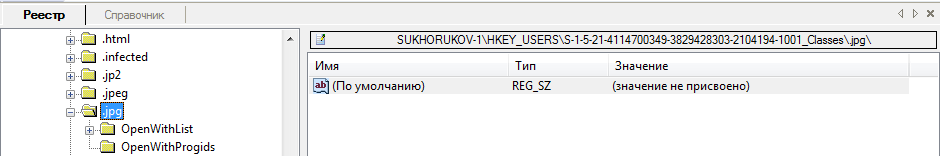 Реестр Справочник
.html
.infected
.jp2
.jpeg
.jpg
OpenWithList
OpenWithProgids
SUKHORUKOV-1\HKEY_USERS\S-1-5-21-4114700349-3829428303-2104194-1001_Classes\.jpg\
Имя Тип Значение
ab (По умолчанию) REG_SZ (значение не присвоено)